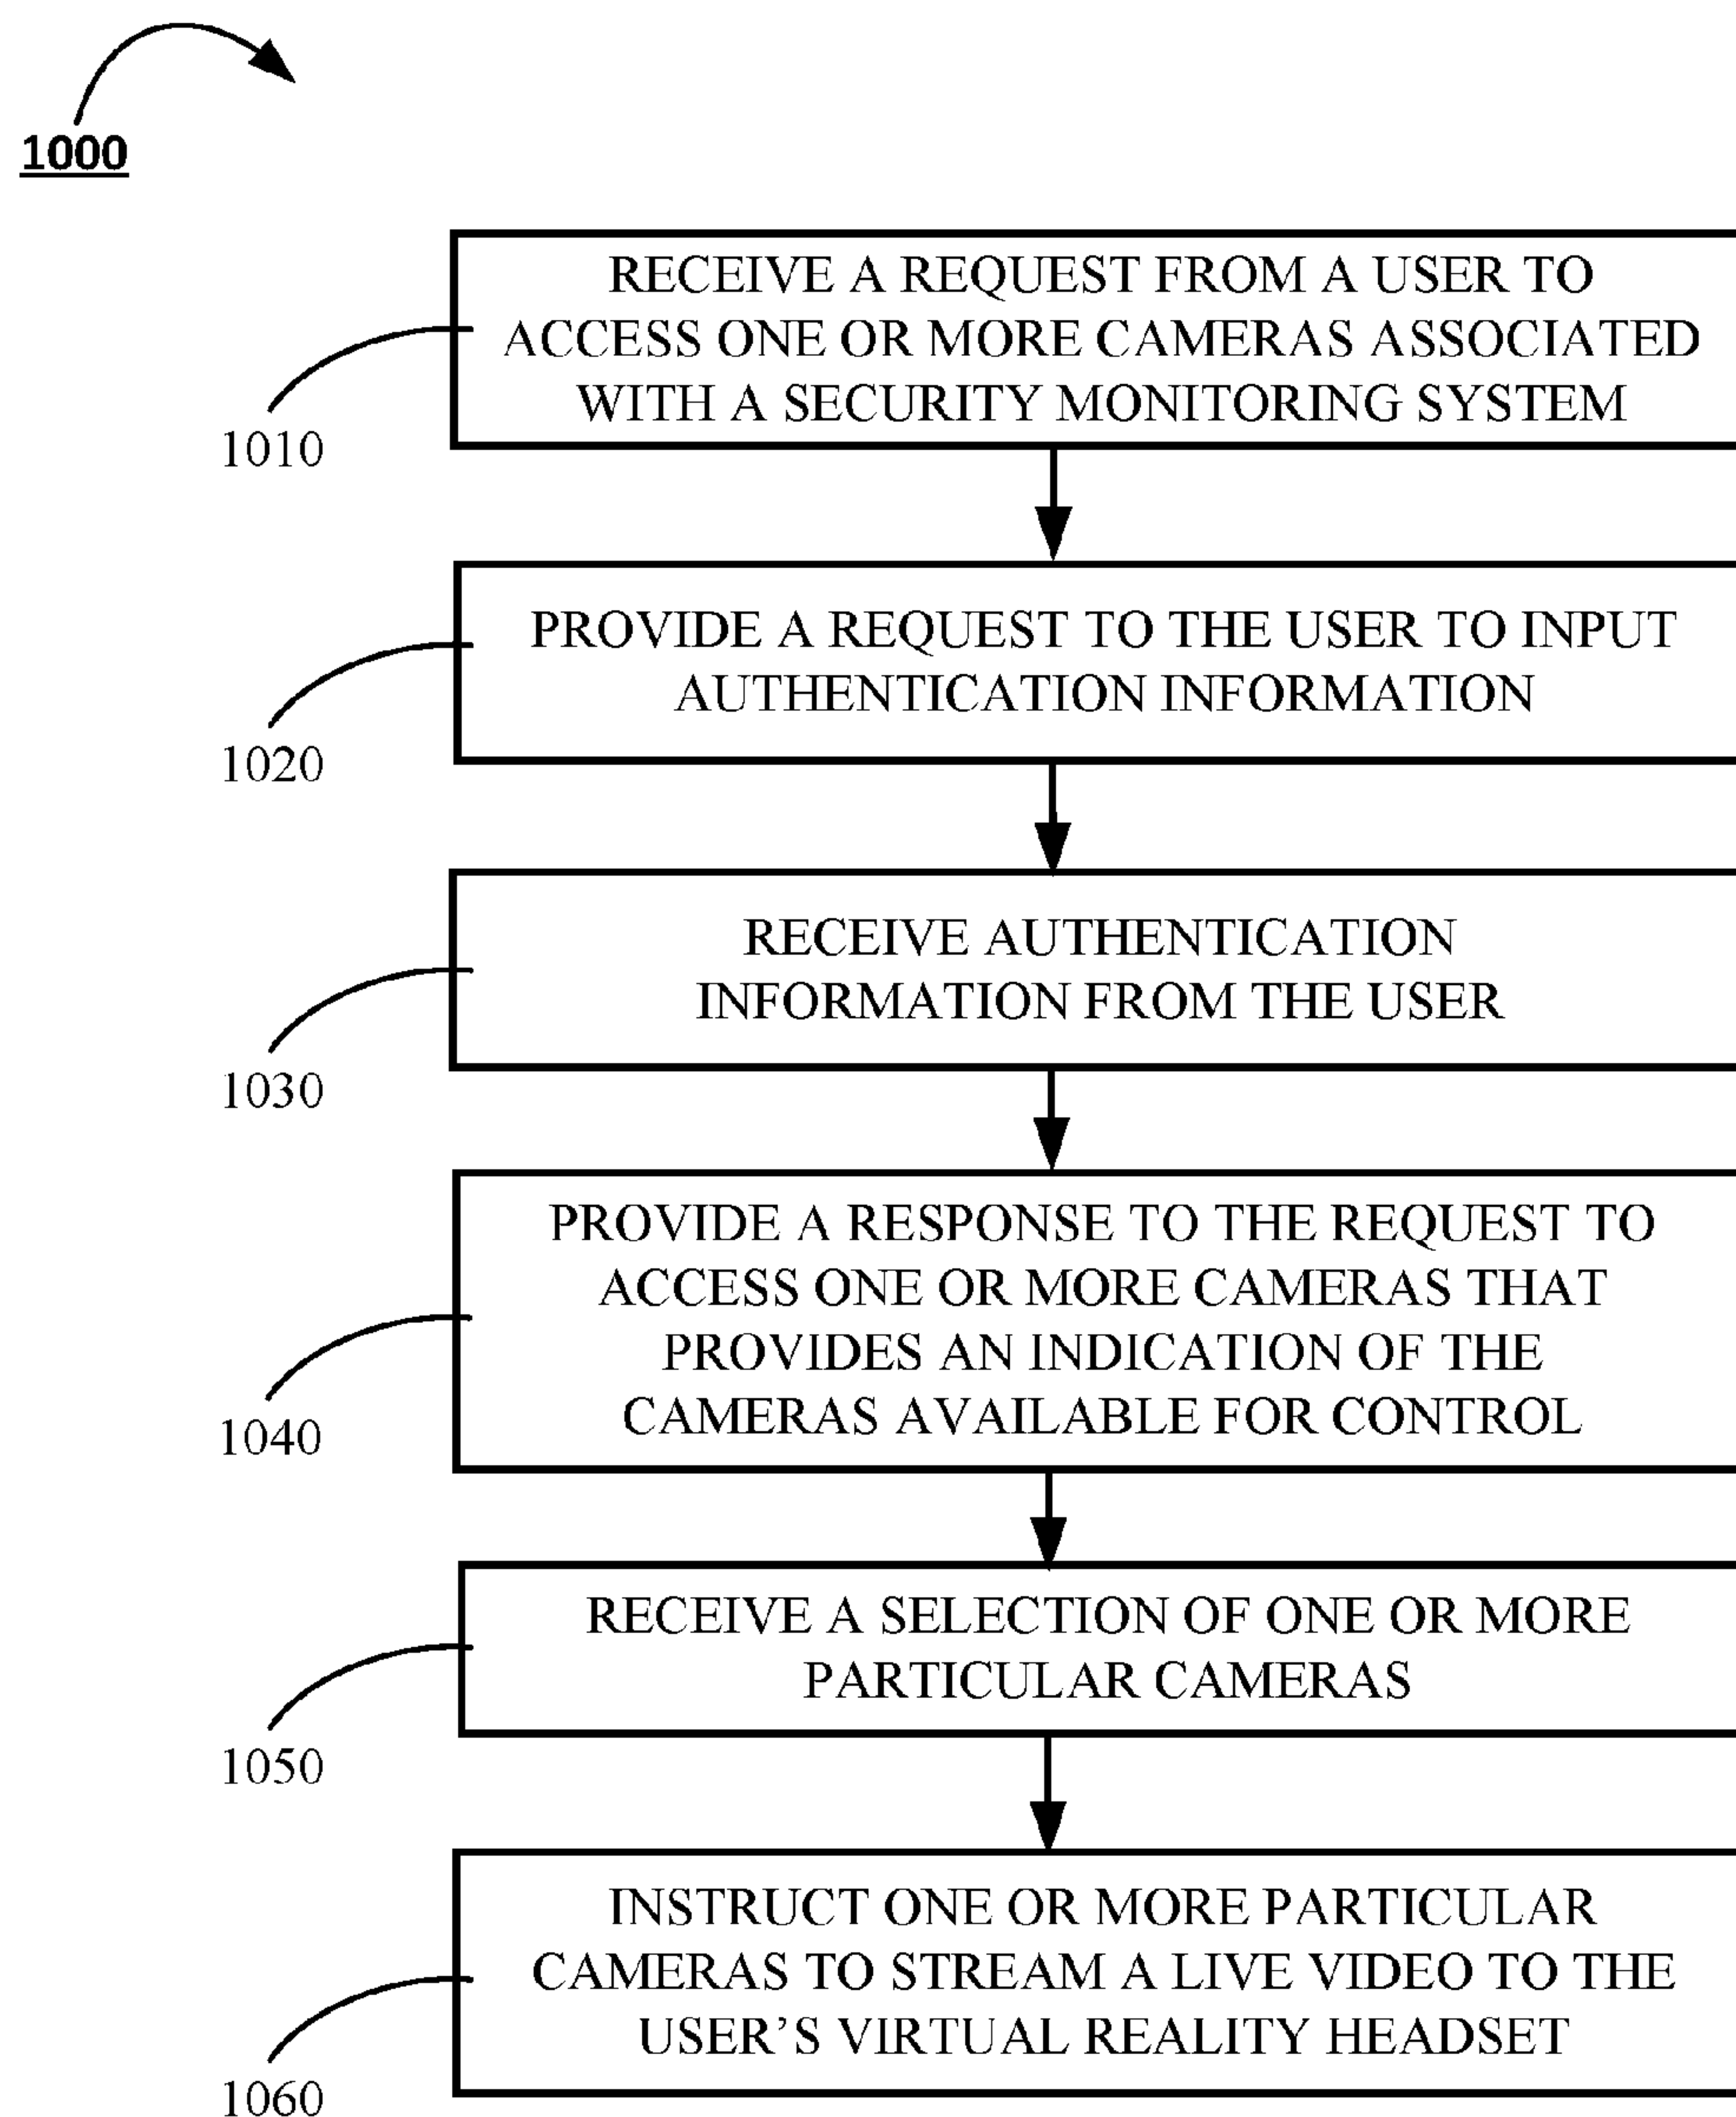 1000
RECEIVE A REQUEST FROM A USER TO
ACCESS ONE OR MORE CAMERAS ASSOCIATED
WITH A SECURITY MONITORING SYSTEM
1010
PROVIDE A REQUEST TO THE USER TO INPUT
AUTHENTICATION INFORMATION
1020
RECEIVE AUTHENTICATION
INFORMATION FROM THE USER
1030
PROVIDE A RESPONSE TO THE REQUEST TO
ACCESS ONE OR MORE CAMERAS THAT
PROVIDES AN INDICATION OF THE
CAMERAS AVAILABLE FOR CONTROL
1040
RECEIVE A SELECTION OF ONE OR MORE
PARTICULAR CAMERAS
1050
INSTRUCT ONE OR MORE PARTICULAR
CAMERAS TO STREAM A LIVE VIDEO TO THE
USER’S VIRTUAL REALITY HEADSET
1060